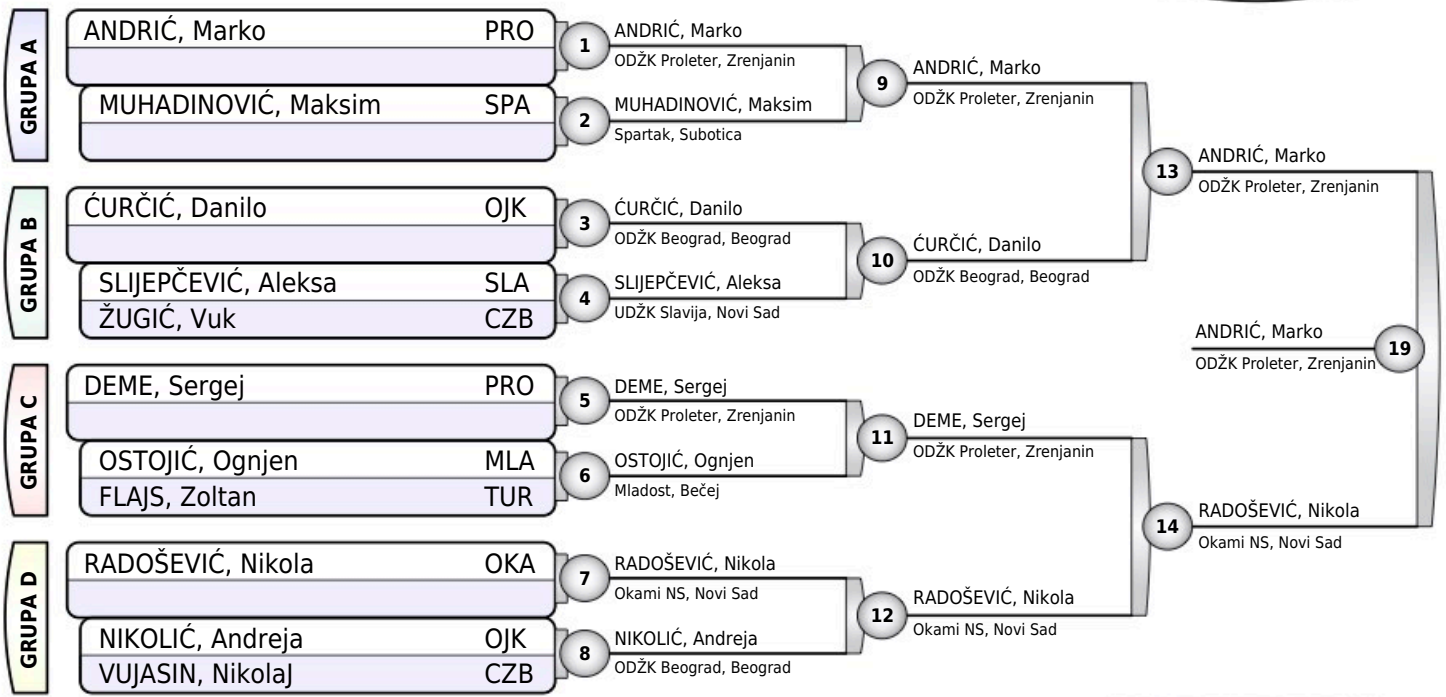 GRUPA A
ANDRIĆ, Marko PRO
MUHADINOVIĆ, Maksim SPA
GRUPA B
ĆURČIĆ, Danilo OJK
SLIJEPČEVIĆ, Aleksa SLA
ŽUGIĆ, Vuk CZB
GRUPA C
DEME, Sergej PRO
OSTOJIĆ, Ognjen MLA
FLAJS, Zoltan TUR
GRUPA D
RADOŠEVIĆ, Nikola OKA
NIKOLIĆ, Andreja OJK
VUJASIN, NikolaJ CZB
1
ANDRIĆ, Marko
ODŽK Proleter, Zrenjanin
2
MUHADINOVIĆ, Maksim
Spartak, Subotica
3
ĆURČIĆ, Danilo
ODŽK Beograd, Beograd
4
SLIJEPČEVIĆ, Aleksa
UDŽK Slavija, Novi Sad
5
DEME, Sergej
ODŽK Proleter, Zrenjanin
6
OSTOJIĆ, Ognjen
Mladost, Bečej
7
RADOŠEVIĆ, Nikola
Okami NS, Novi Sad
8
NIKOLIĆ, Andreja
ODŽK Beograd, Beograd
9
ANDRIĆ, Marko
ODŽK Proleter, Zrenjanin
10
ĆURČIĆ, Danilo
ODŽK Beograd, Beograd
11
DEME, Sergej
ODŽK Proleter, Zrenjanin
12
RADOŠEVIĆ, Nikola
Okami NS, Novi Sad
13
ANDRIĆ, Marko
ODŽK Proleter, Zrenjanin
14
RADOŠEVIĆ, Nikola
Okami NS, Novi Sad
ANDRIĆ, Marko
ODŽK Proleter, Zrenjanin
19